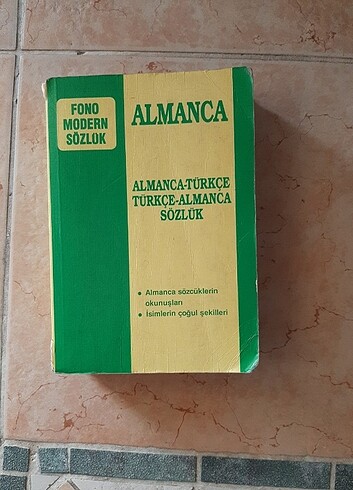 FONO
MODERN
SÖZLÜK
ALMANCA
ALMANCA-TÜRKÇE
TÜRKÇE-ALMANCA
SÖZLÜK
• Almanca sözcüklerin
okunuşları
• İsimlerin çoğul şekilleri